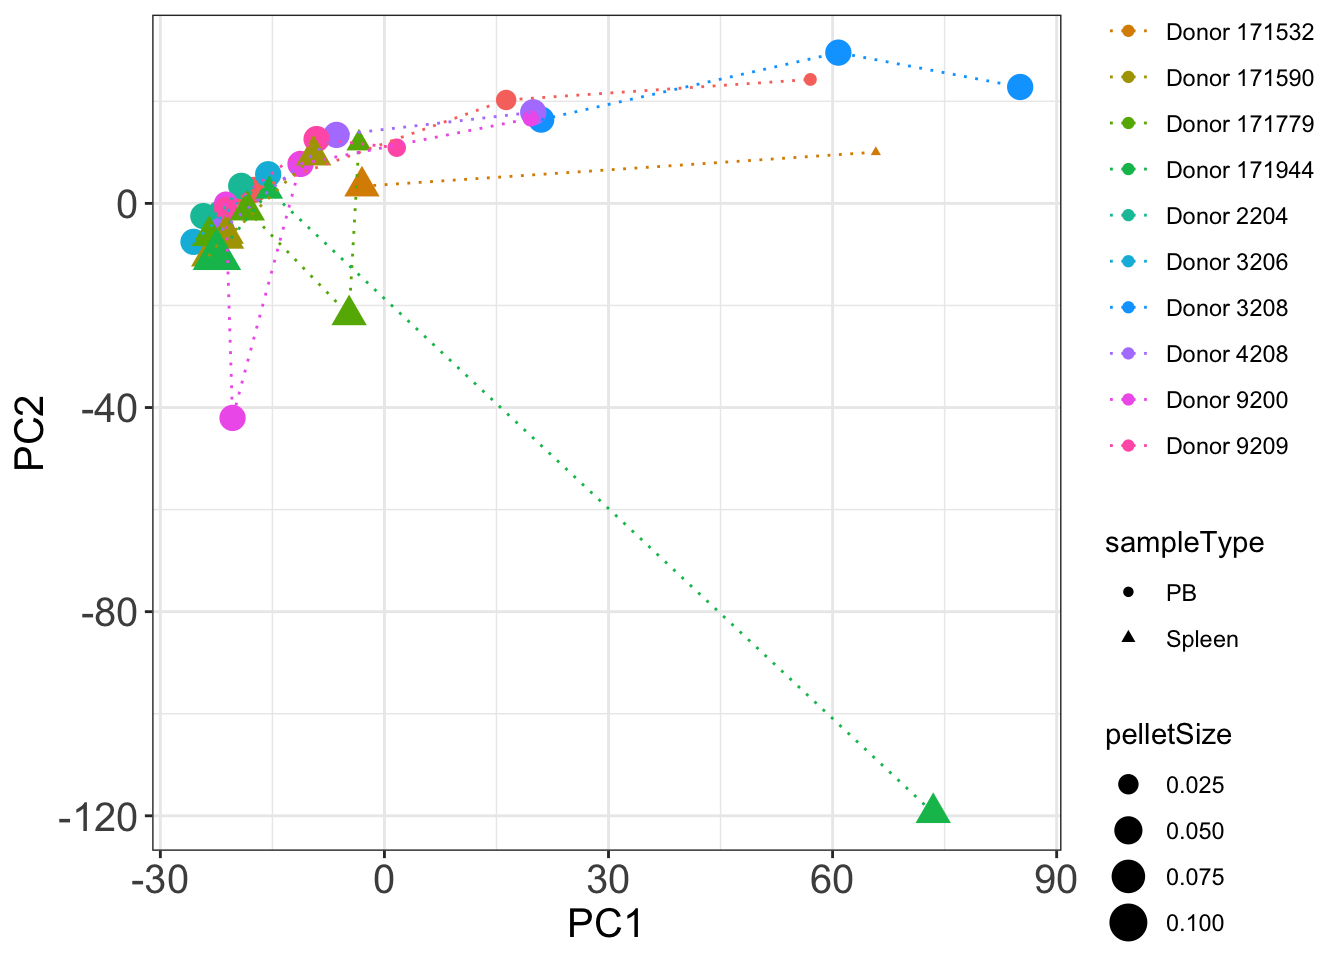 Donor 171532
Donor 171590
Donor 171779
Donor 171944
Donor 2204
Donor 3206
Donor 3208
Donor 4208
Donor 9200
Donor 9209
sampleType
PB
Spleen
pelletSize
0.025
0.050
0.075
0.100
0
-40
-80
-120
PC2
-30 0 30 60 90
PC1